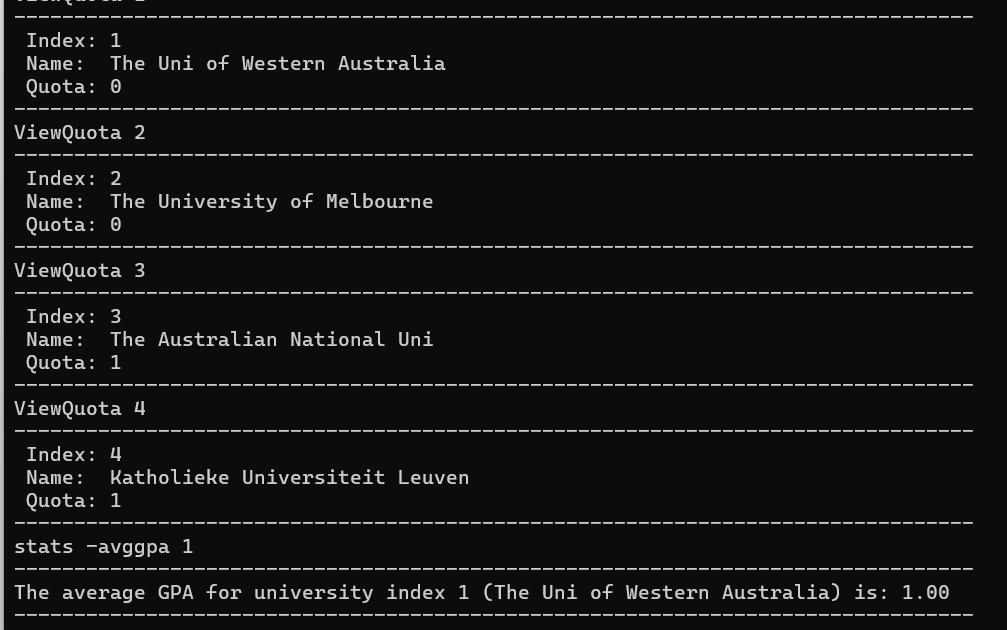 ------------------------------------------------------------------------------
Index: 1
Name: The Uni of Western Australia
Quota: 0
------------------------------------------------------------------------------
ViewQuota 2
------------------------------------------------------------------------------
Index: 2
Name: The University of Melbourne
Quota: 0
------------------------------------------------------------------------------
ViewQuota 3
------------------------------------------------------------------------------
Index: 3
Name: The Australian National Uni
Quota: 1
------------------------------------------------------------------------------
ViewQuota 4
------------------------------------------------------------------------------
Index: 4
Name: Katholieke Universiteit Leuven
Quota: 1
------------------------------------------------------------------------------
stats -avggpa 1
------------------------------------------------------------------------------
The average GPA for university index 1 (The Uni of Western Australia) is: 1.00
------------------------------------------------------------------------------